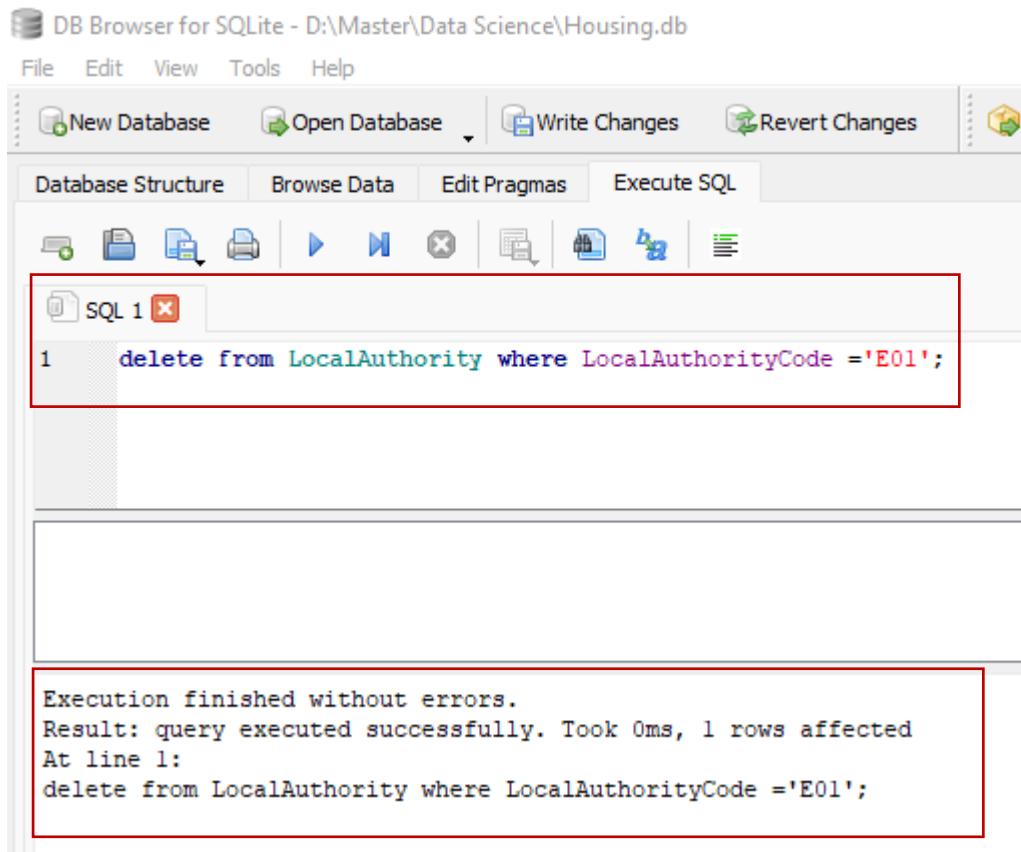 DB Browser for SQLite - D:\Master\Data Science\Housing.db
File Edit View Tools Help
New Database Open Database Write Changes Revert Changes
Database Structure Browse Data Edit Pragmas Execute SQL
SQL 1
1 delete from LocalAuthority where LocalAuthorityCode ='E01';
Execution finished without errors.
Result: query executed successfully. Took 0ms, 1 rows affected
At line 1:
delete from LocalAuthority where LocalAuthorityCode ='E01';